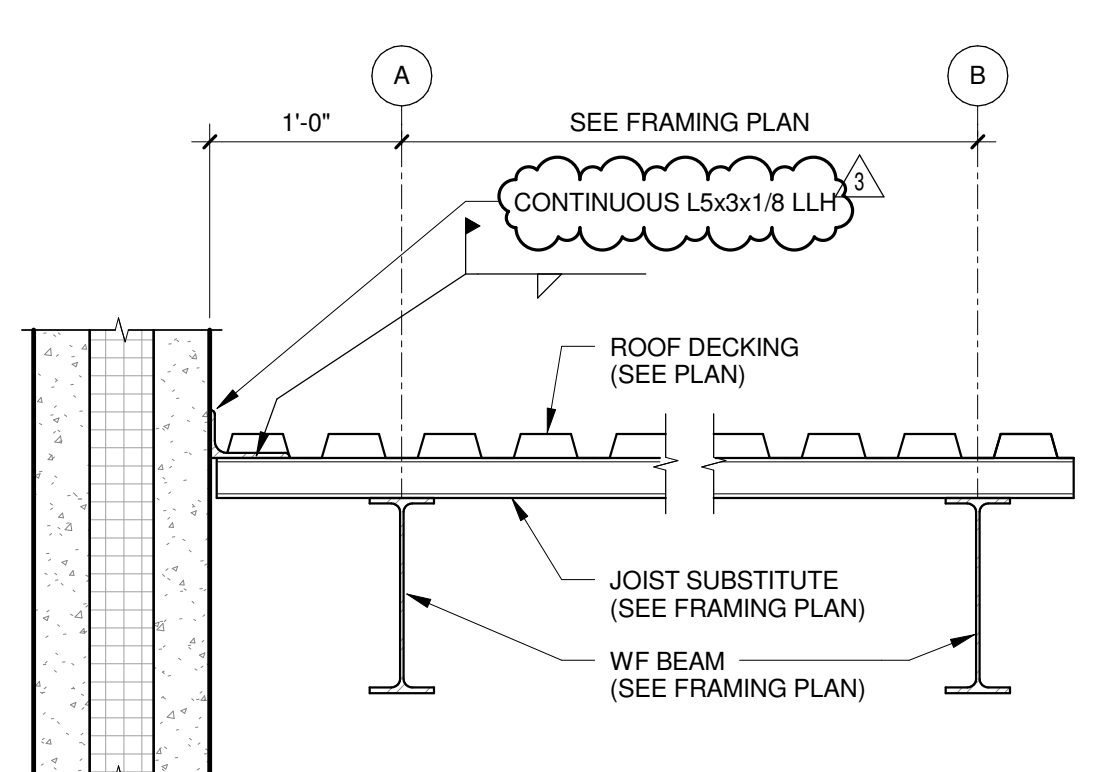 A
B
1'-0"
SEE FRAMING PLAN
CONTINUOUS L5x3x1/8 LLH
3
ROOF DECKING
(SEE PLAN)
JOIST SUBSTITUTE
(SEE FRAMING PLAN)
WF BEAM
(SEE FRAMING PLAN)